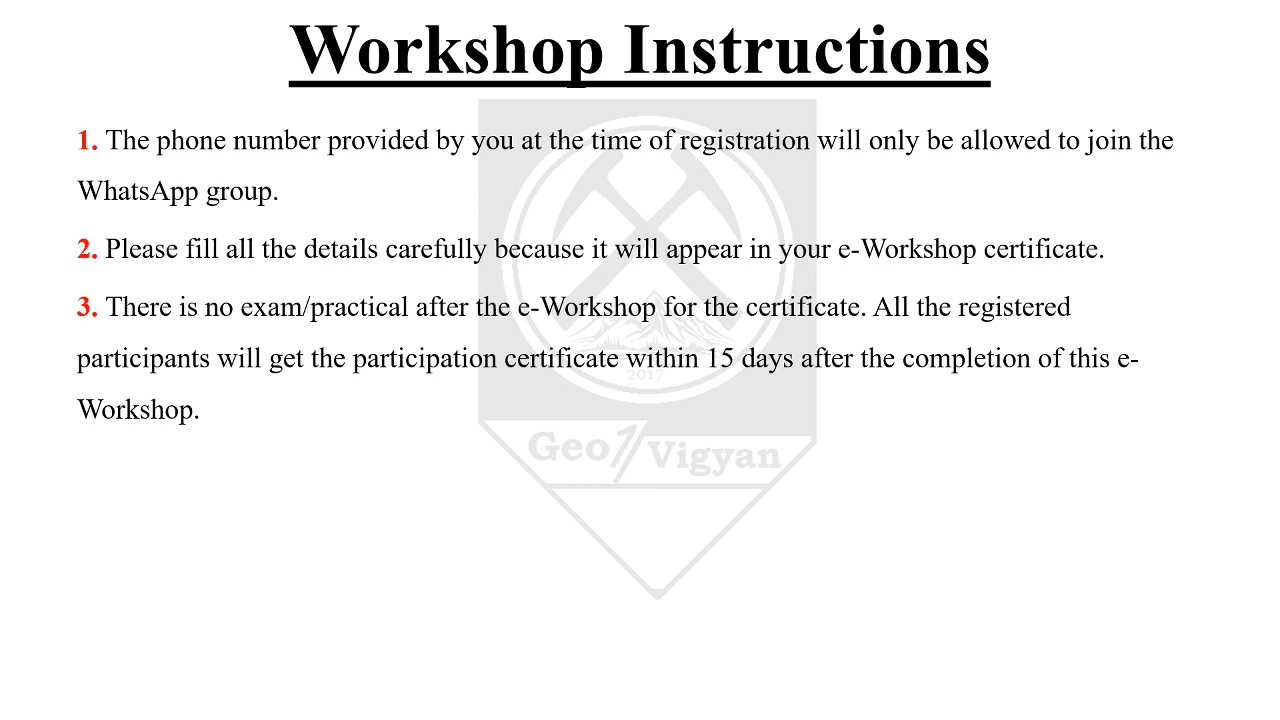 Workshop Instructions
1. The phone number provided by you at the time of registration will only be allowed to join the
WhatsApp group.
2. Please fill all the details carefully because it will appear in your e-Workshop certificate.
3. There is no exam/practical after the e-Workshop for the certificate. All the registered
participants will get the participation certificate within 15 days after the completion of this e-
Workshop.
2017
Geo Vigyan